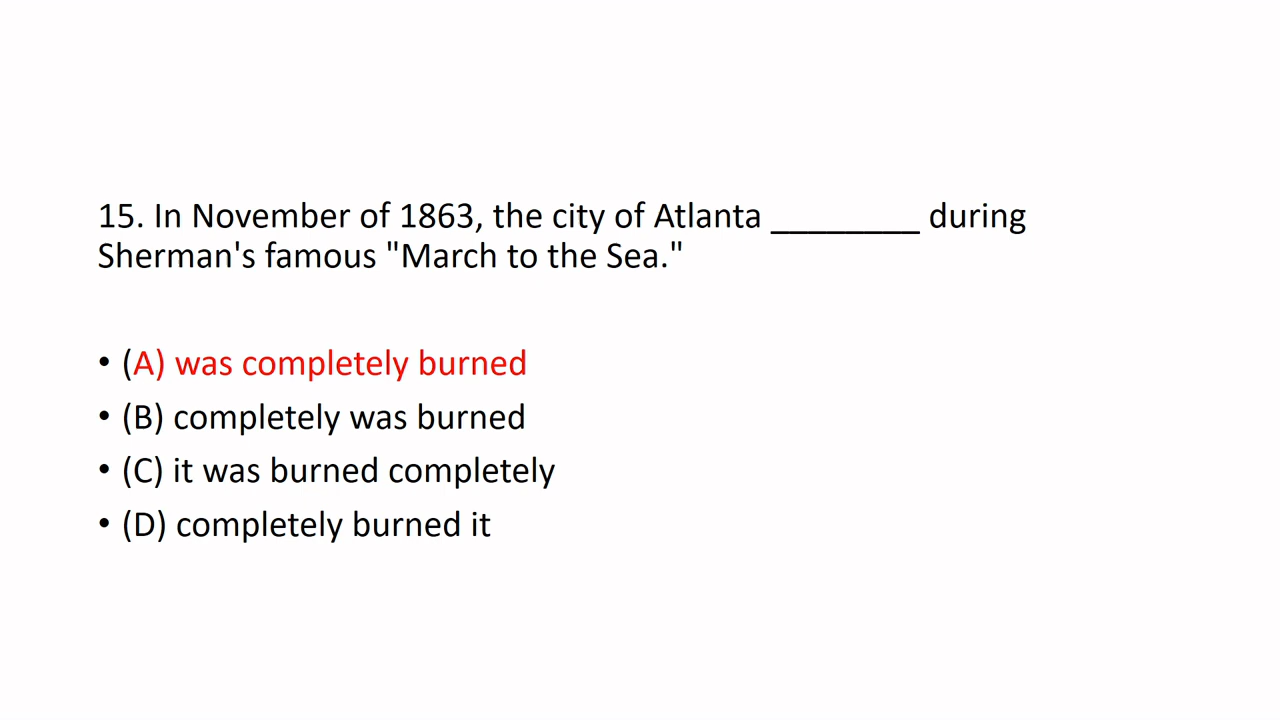 15. In November of 1863, the city of Atlanta ________ during
Sherman's famous "March to the Sea."
• (A) was completely burned
• (B) completely was burned
• (C) it was burned completely
• (D) completely burned it